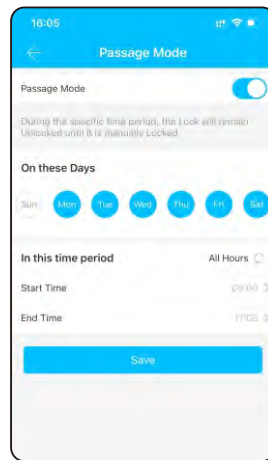 16:05
Passage Mode
Passage Mode
During the specific time period, the Lock will remain
Unlocked until it is manually Locked
On these Days
Sun Mon Tue Wed Thu Fri Sat
In this time period All Hours
Start Time
End Time
Save